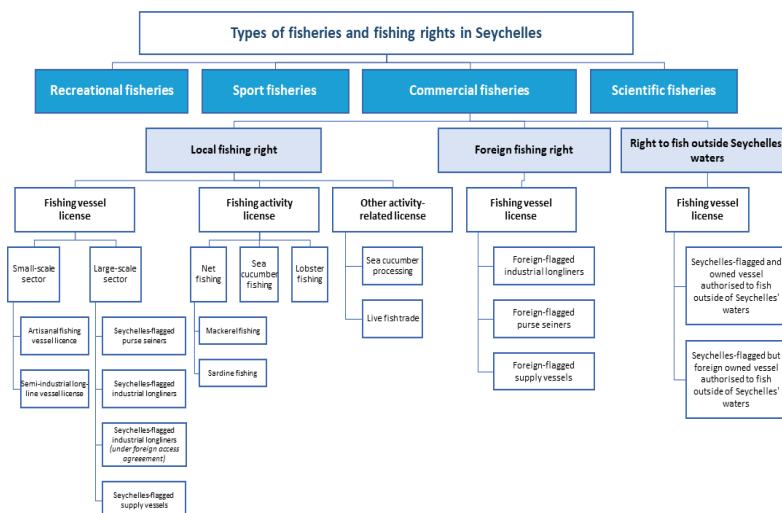 Types of fisheries and fishing rights in Seychelles
Recreational fisheries
Sport fisheries
Commercial fisheries
Scientific fisheries
Local fishing right
Foreign fishing right
Right to fish outside Seychelles
waters
Fishing vessel
license
Fishing activity
license
Other activity-
related license
Fishing vessel
license
Fishing vessel
license
Small-scale
sector
Large-scale
sector
Net
fishing
Sea
cucumber
fishing
Lobster
fishing
Sea cucumber
processing
Live fish trade
Foreign-flagged
industrial longliners
Foreign-flagged
purse seiners
Foreign-flagged
supply vessels
Seychelles-flagged and
owned vessel
authorised to fish
outside of Seychelles'
waters
Seychelles-flagged but
foreign owned vessel
authorised to fish
outside of Seychelles'
waters
Artisanal fishing
vessel licence
Semi-industrial long-
line vessel license
Seychelles-flagged
purse seiners
Seychelles-flagged
industrial longliners
Seychelles-flagged
industrial longliners
(under foreign access
agreeement)
Seychelles-flagged
supply vessels
Mackerel fishing
Sardine fishing